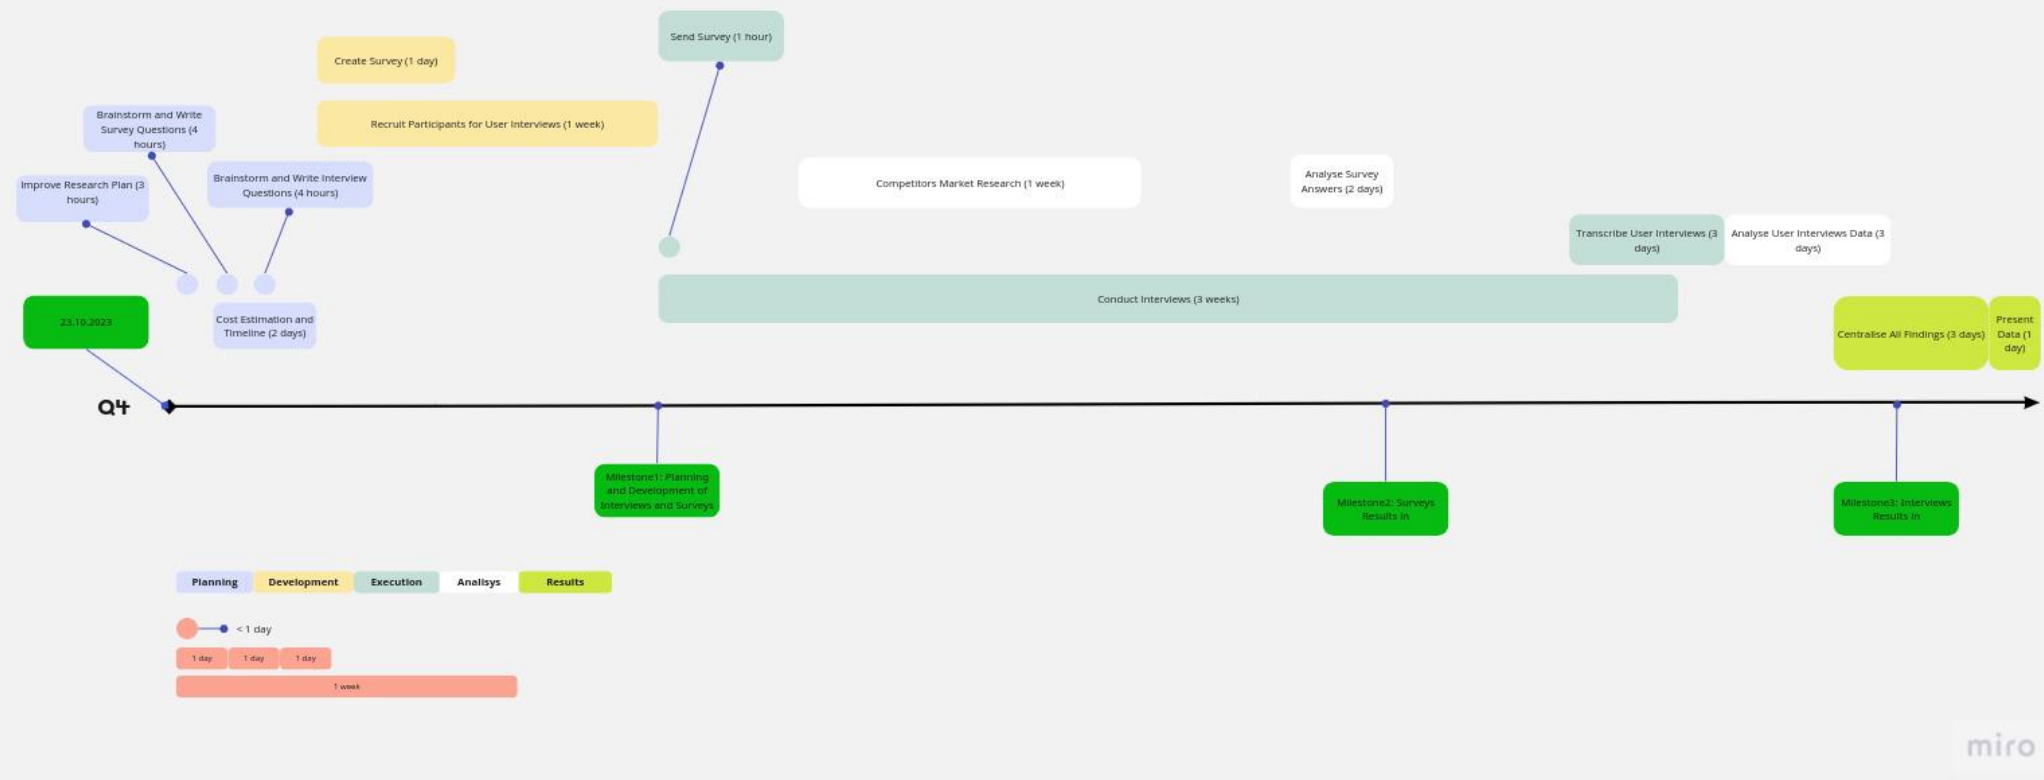 Send Survey (1 hour)
Create Survey (1 day)
Recruit Participants for User Interviews (1 week)
Brainstorm and Write
Survey Questions (4
hours)
Brainstorm and Write Interview
Questions (4 hours)
Improve Research Plan (3
hours)
Competitors Market Research (1 week)
Analyse Survey
Answers (2 days)
Transcribe User Interviews (3
days)
Analyse User Interviews Data (3
days)
Conduct Interviews (3 weeks)
23.10.2023
Cost Estimation and
Timeline (2 days)
Centralise All Findings (3 days)
Present
Data (1
day)
Q4
Milestone1: Planning
and Development of
Interviews and Surveys
Milestone2: Surveys
Results in
Milestone3: Interviews
Results in
Planning
Development
Execution
Analisys
Results
< 1 day
1 day
1 day
1 day
1 week
miro